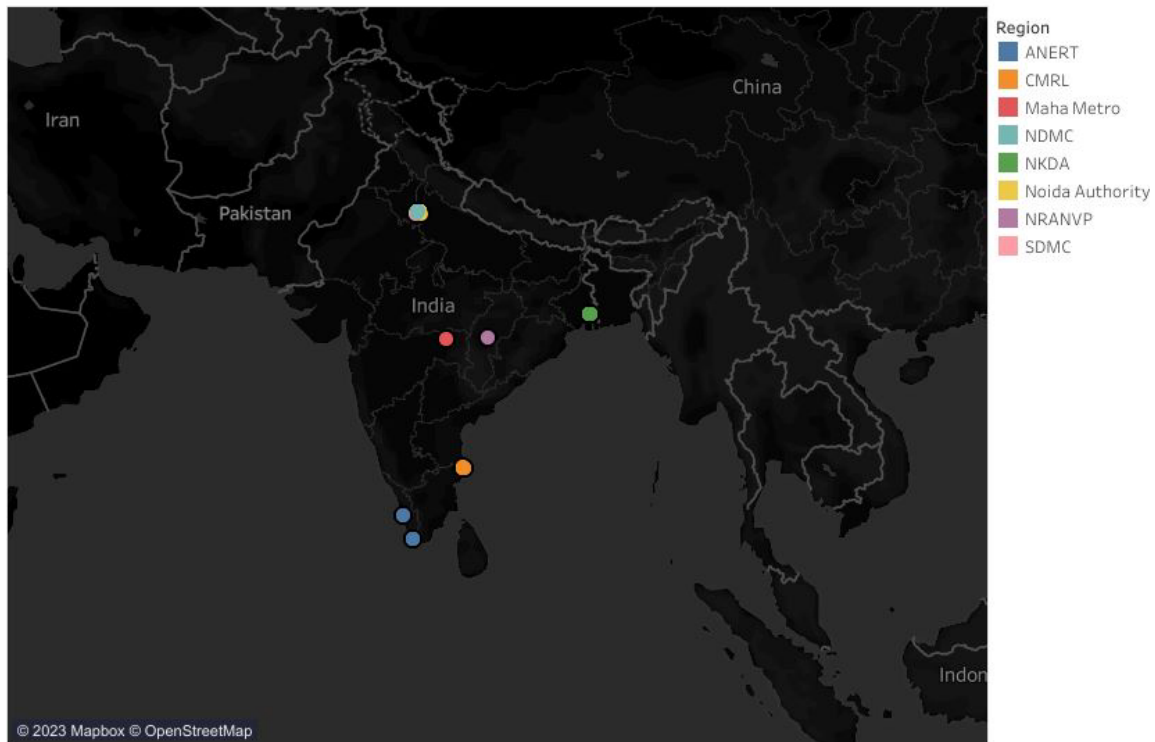 Region
ANERT
CMRL
Maha Metro
NDMC
NKDA
Noida Authority
NRANVP
SDMC
China
Iran
Pakistan
India
Indon
© 2023 Mapbox © OpenStreetMap